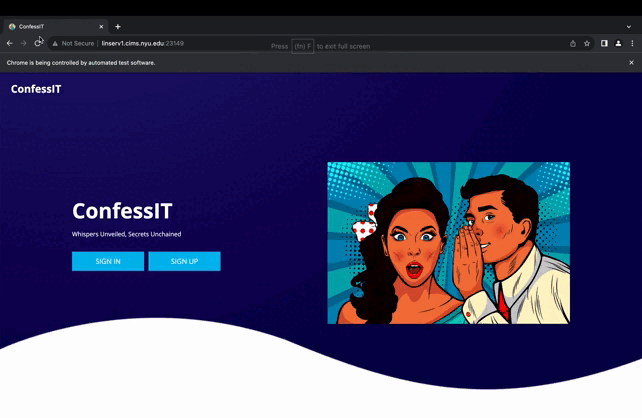 ConfessIT
Not Secure | linserv1.cims.nyu.edu:23149
Press (fn) F to exit full screen
Chrome is being controlled by automated test software.
ConfessIT
ConfessIT
Whispers Unveiled, Secrets Unchained
SIGN IN SIGN UP